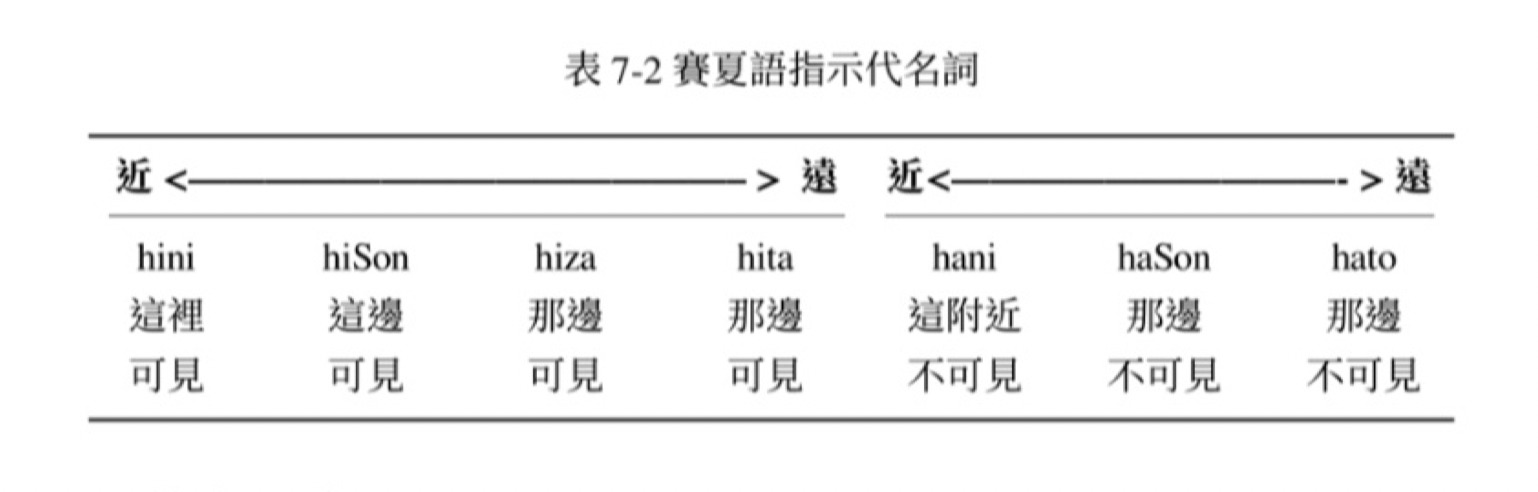 表 7-2 賽夏語指示代名詞
近 <——————————> 遠 近<———————-> 遠
hini hiSon hiza hita hani haSon hato
這裡 這邊 那邊 那邊 這附近 那邊 那邊
可見 可見 可見 可見 不可見 不可見 不可見